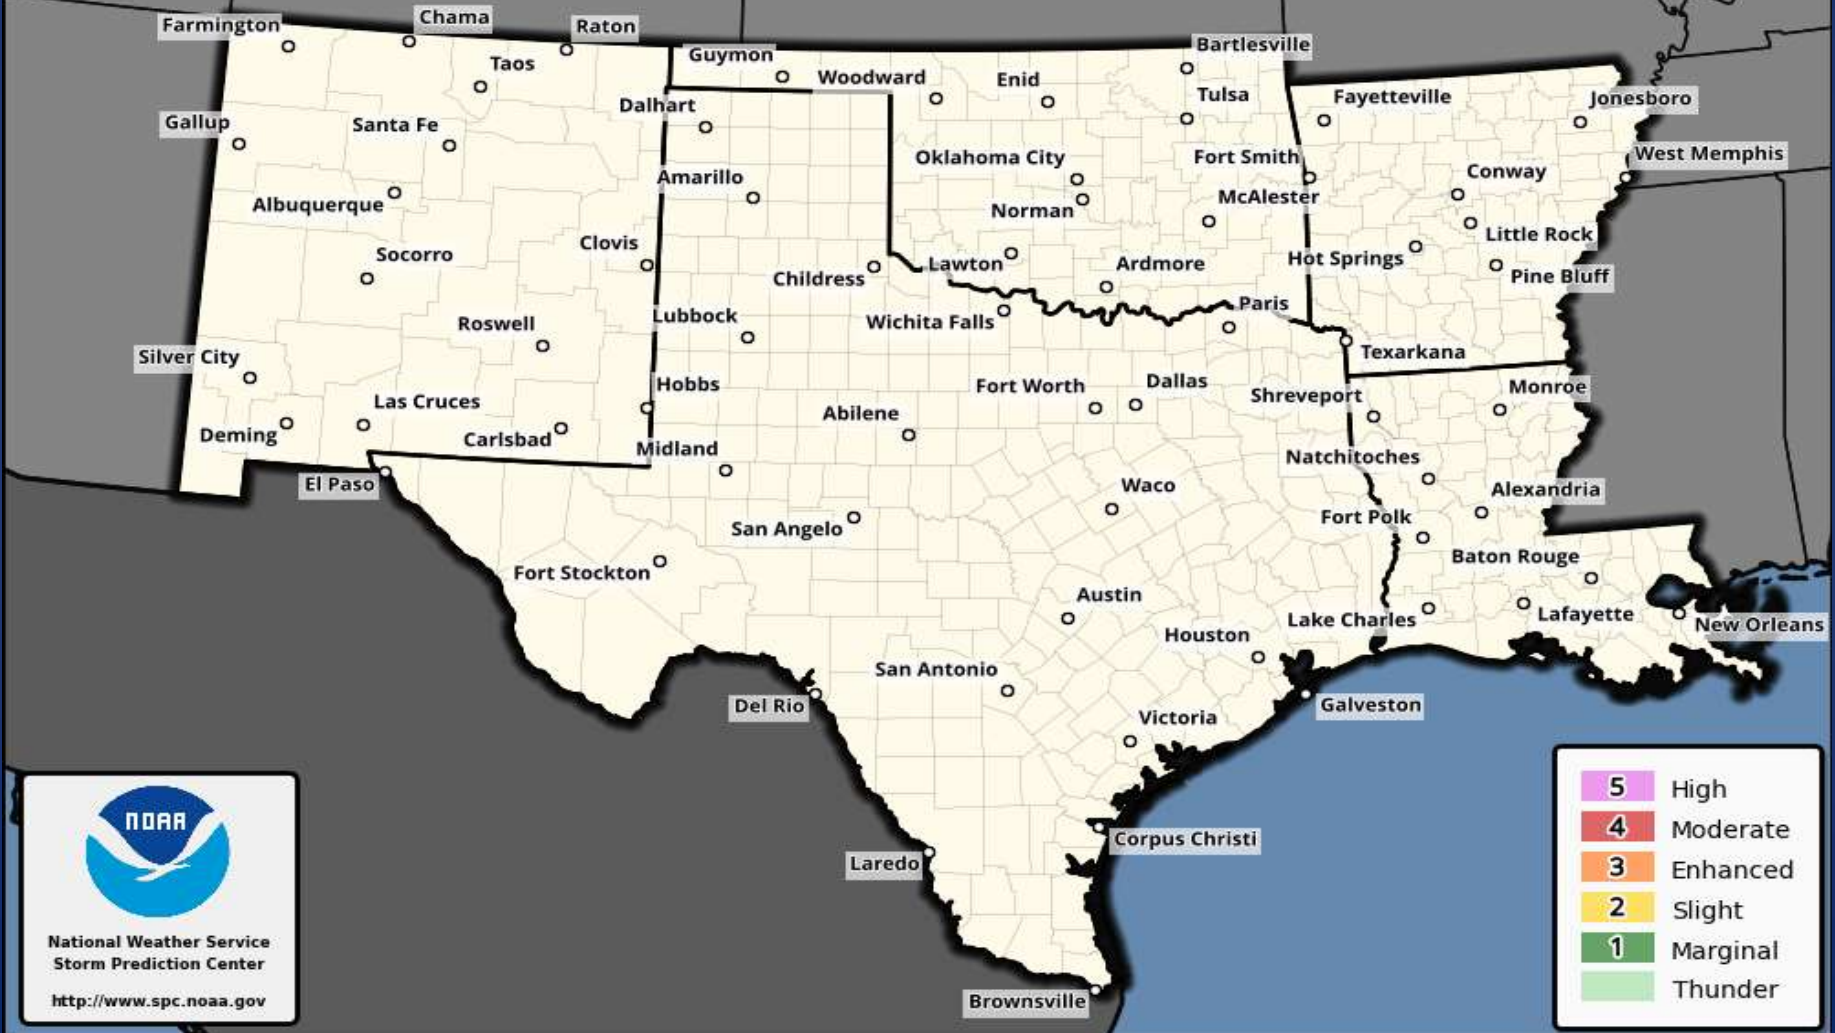 Farmington
Chama
Raton
Taos
Guymon
Woodward
Enid
Bartlesville
Dalhart
Tulsa
Fayetteville
Jonesboro
Gallup
Santa Fe
Oklahoma City
Fort Smith
West Memphis
Amarillo
Conway
Albuquerque
Norman
McAlester
Socorro
Clovis
Little Rock
Childress
Lawton
Ardmore
Hot Springs
Pine Bluff
Roswell
Lubbock
Wichita Falls
Paris
Silver City
Texarkana
Hobbs
Fort Worth
Dallas
Shreveport
Monroe
Las Cruces
Abilene
Deming
Carlsbad
Midland
Natchitoches
El Paso
Waco
Alexandria
San Angelo
Fort Polk
Fort Stockton
Baton Rouge
Austin
Houston
Lake Charles
Lafayette
New Orleans
San Antonio
Del Rio
Victoria
Galveston
Corpus Christi
Laredo
Brownsville
NOAA
National Weather Service
Storm Prediction Center
http://www.spc.noaa.gov
5 High
4 Moderate
3 Enhanced
2 Slight
1 Marginal
Thunder